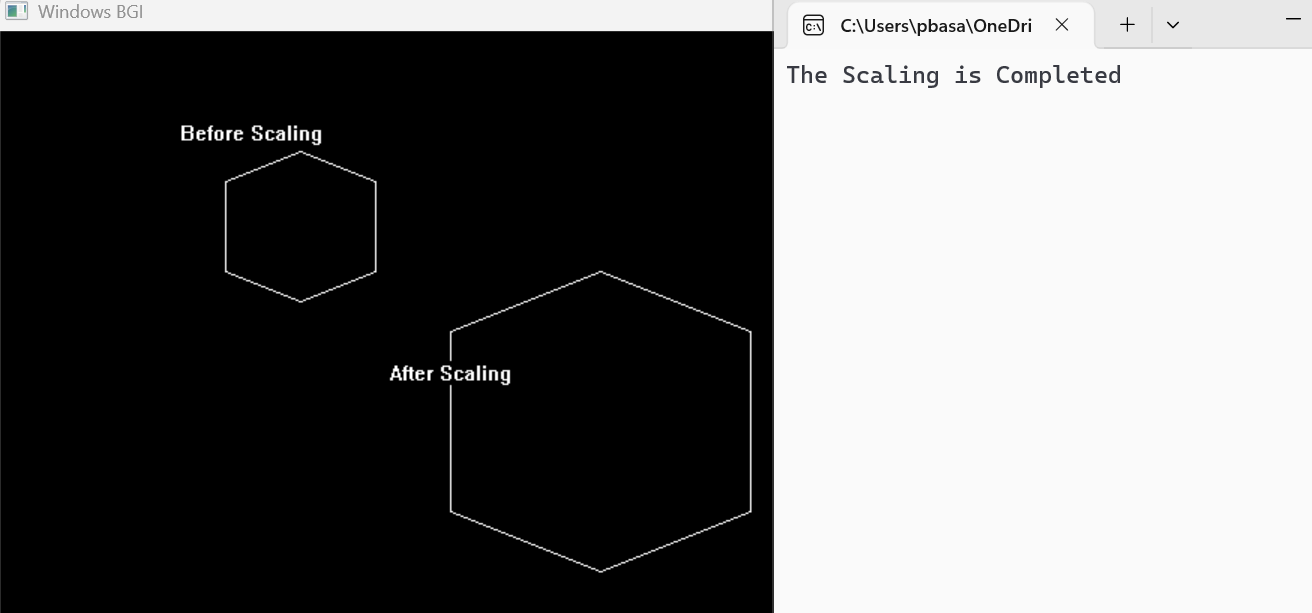 Windows BGI
C:\Users\pbasa\OneDri
The Scaling is Completed
Before Scaling
After Scaling